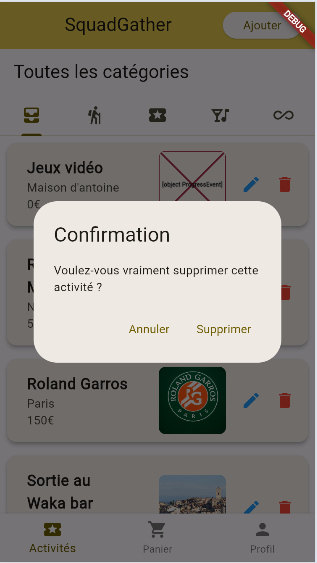 SquadGather
Ajouter
DEBUG
Toutes les catégories
Jeux vidéo
Maison d'antoine
0€
[object ProgressEvent]
Confirmation
Voulez-vous vraiment supprimer cette
activité ?
Annuler
Supprimer
Roland Garros
Paris
150€
ROLAND GARROS
PARIS
Sortie au
Waka bar
Activités
Panier
Profil